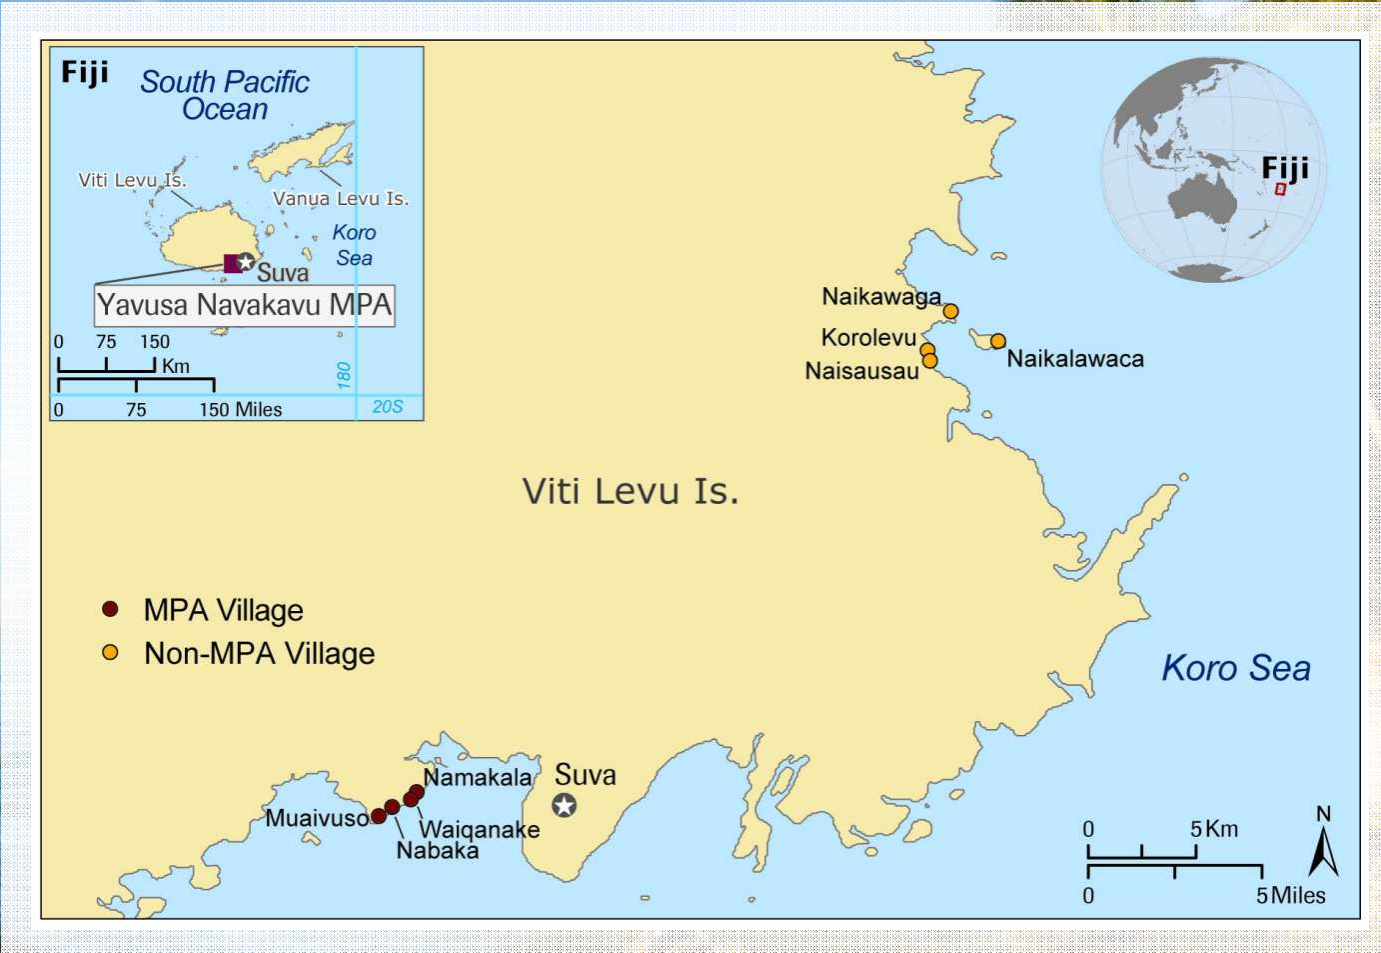 Fiji
South Pacific
Ocean
Viti Levu Is.
Vanua Levu Is.
Koro
Sea
Suva
Yavusa Navakavu MPA
0 75 150
Km
0 75 150 Miles
180
20S
Fiji
Naikawaga
Korolevu
Naisausau
Naikalawaca
Viti Levu Is.
MPA Village
Non-MPA Village
Koro Sea
Namakala
Suva
Muaivuso
Waiqanake
Nabaka
N
0 5 Km
0 5 Miles